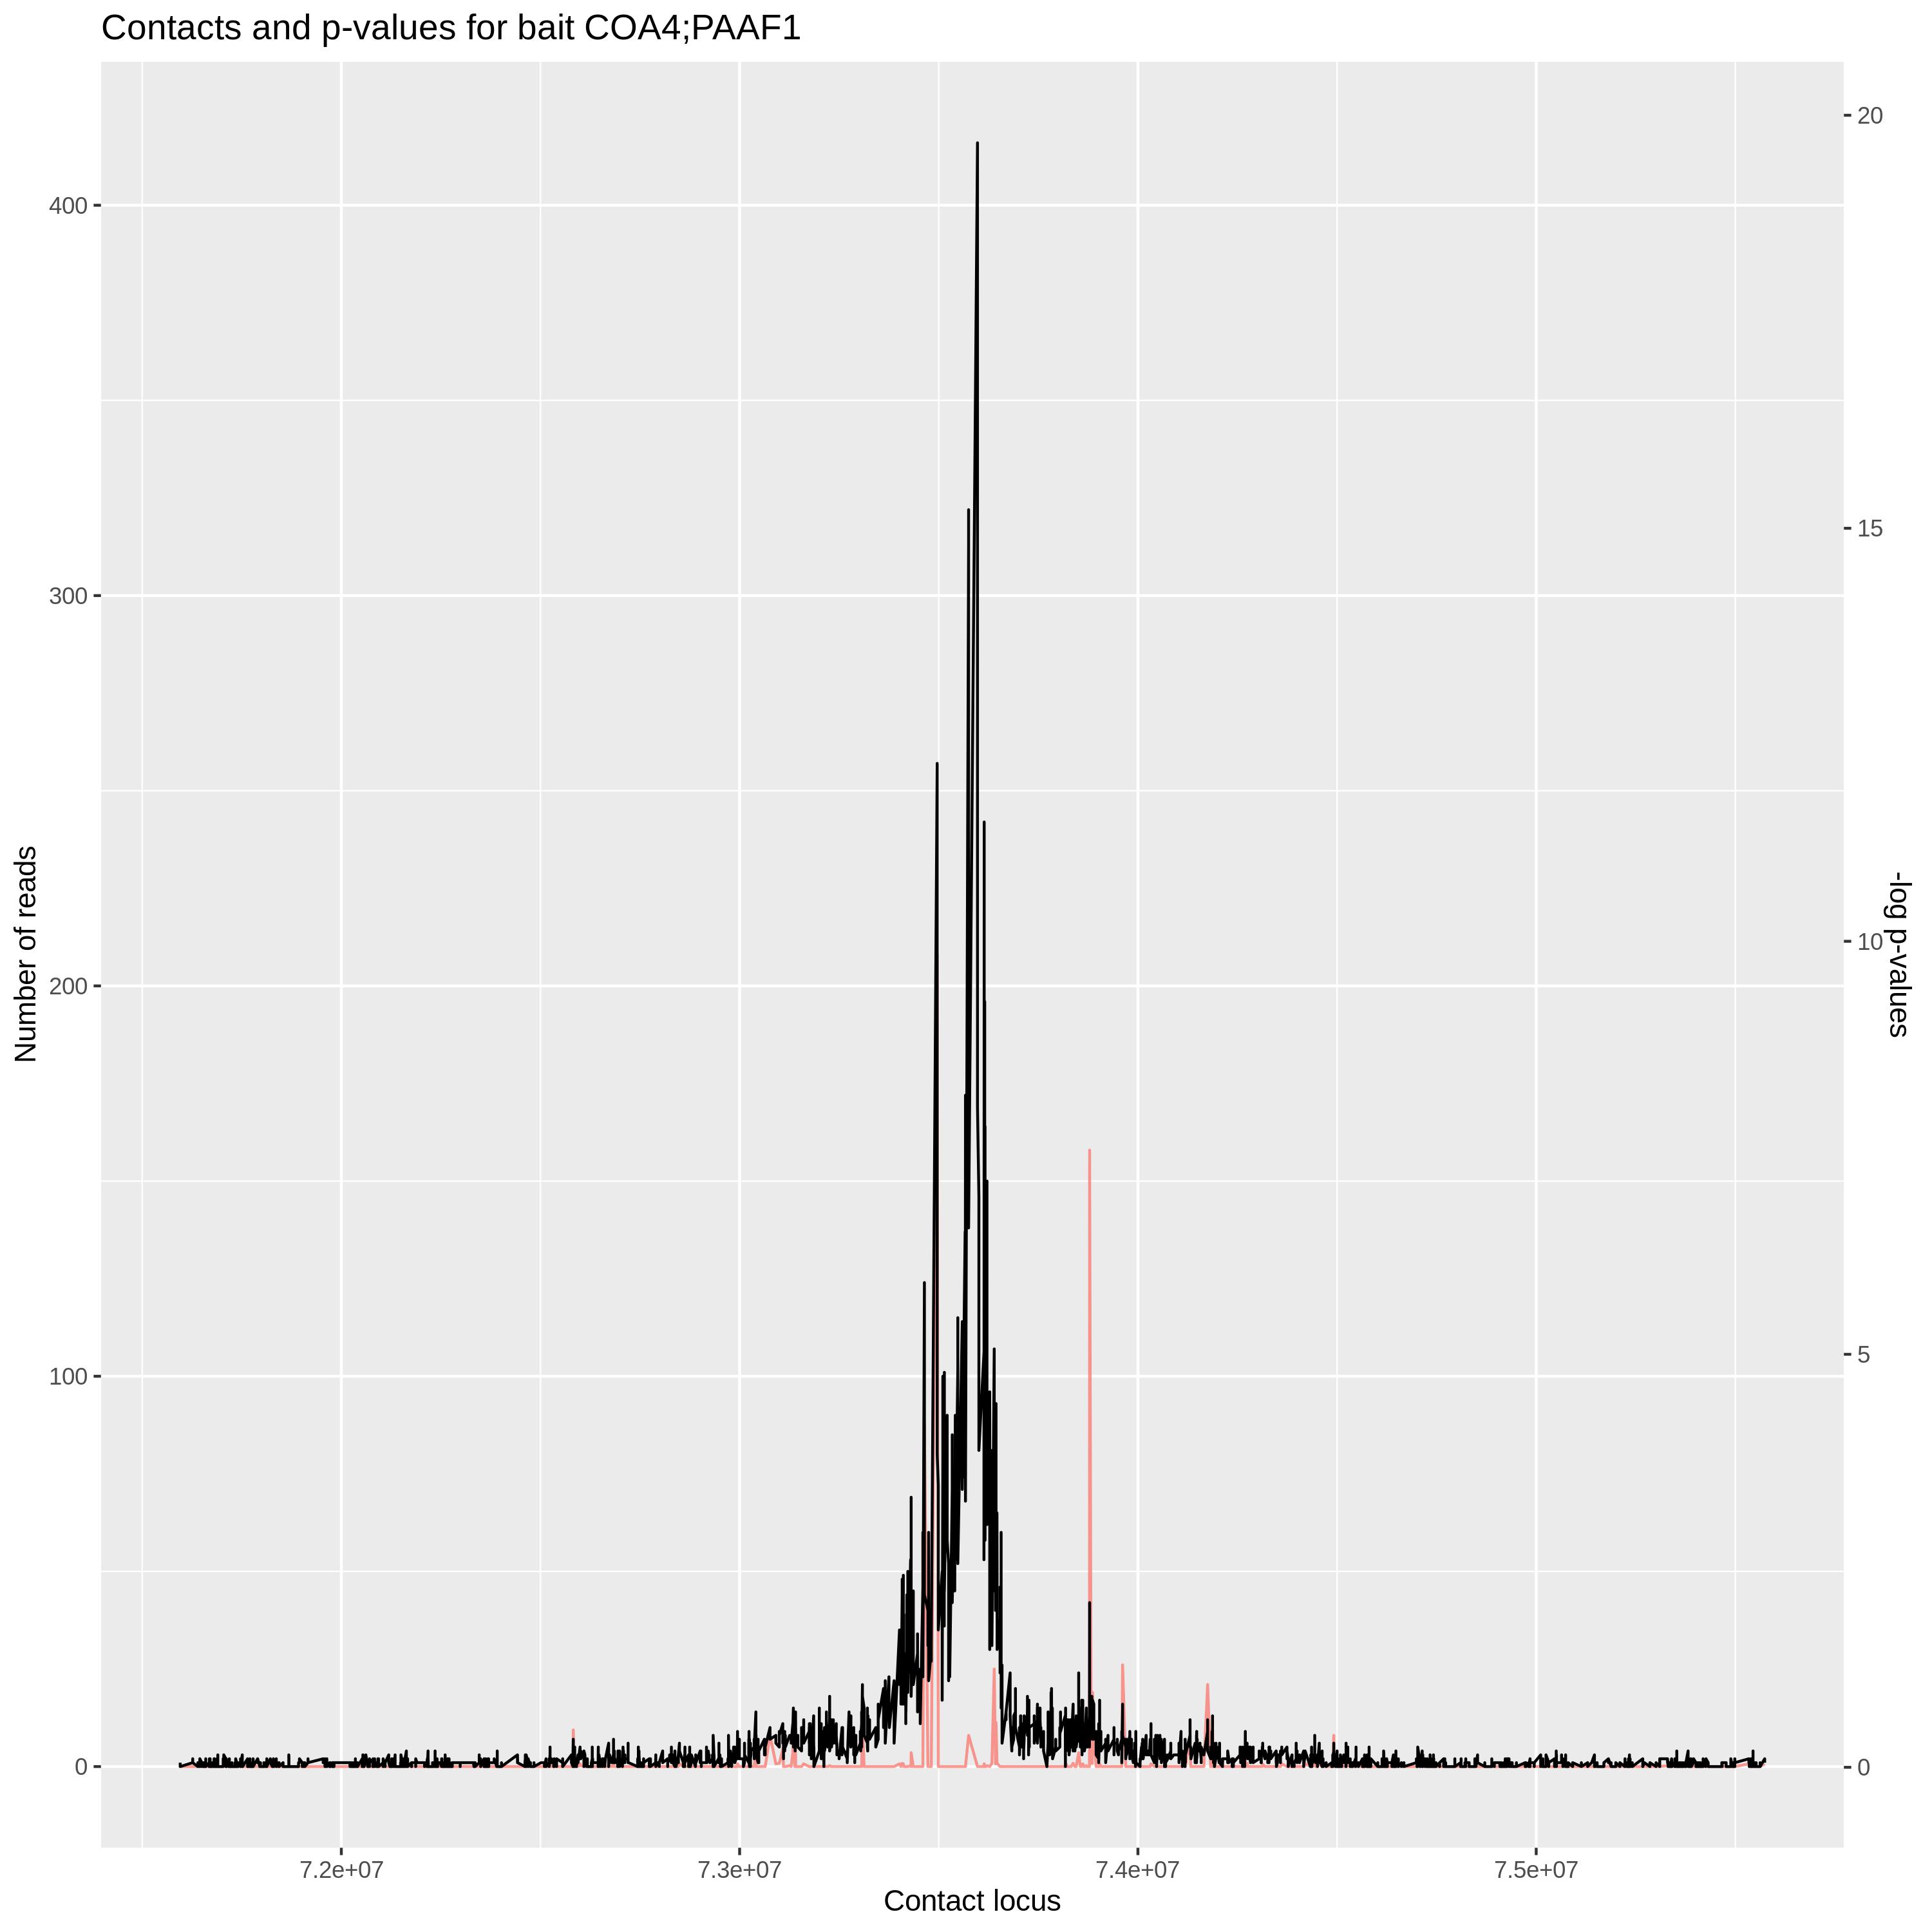 Contacts and p-values for bait COA4;PAAF1
Number of reads
400
300
200
100
0
20
15
10
5
0
-log p-values
7.2e+07
7.3e+07
7.4e+07
7.5e+07
Contact locus